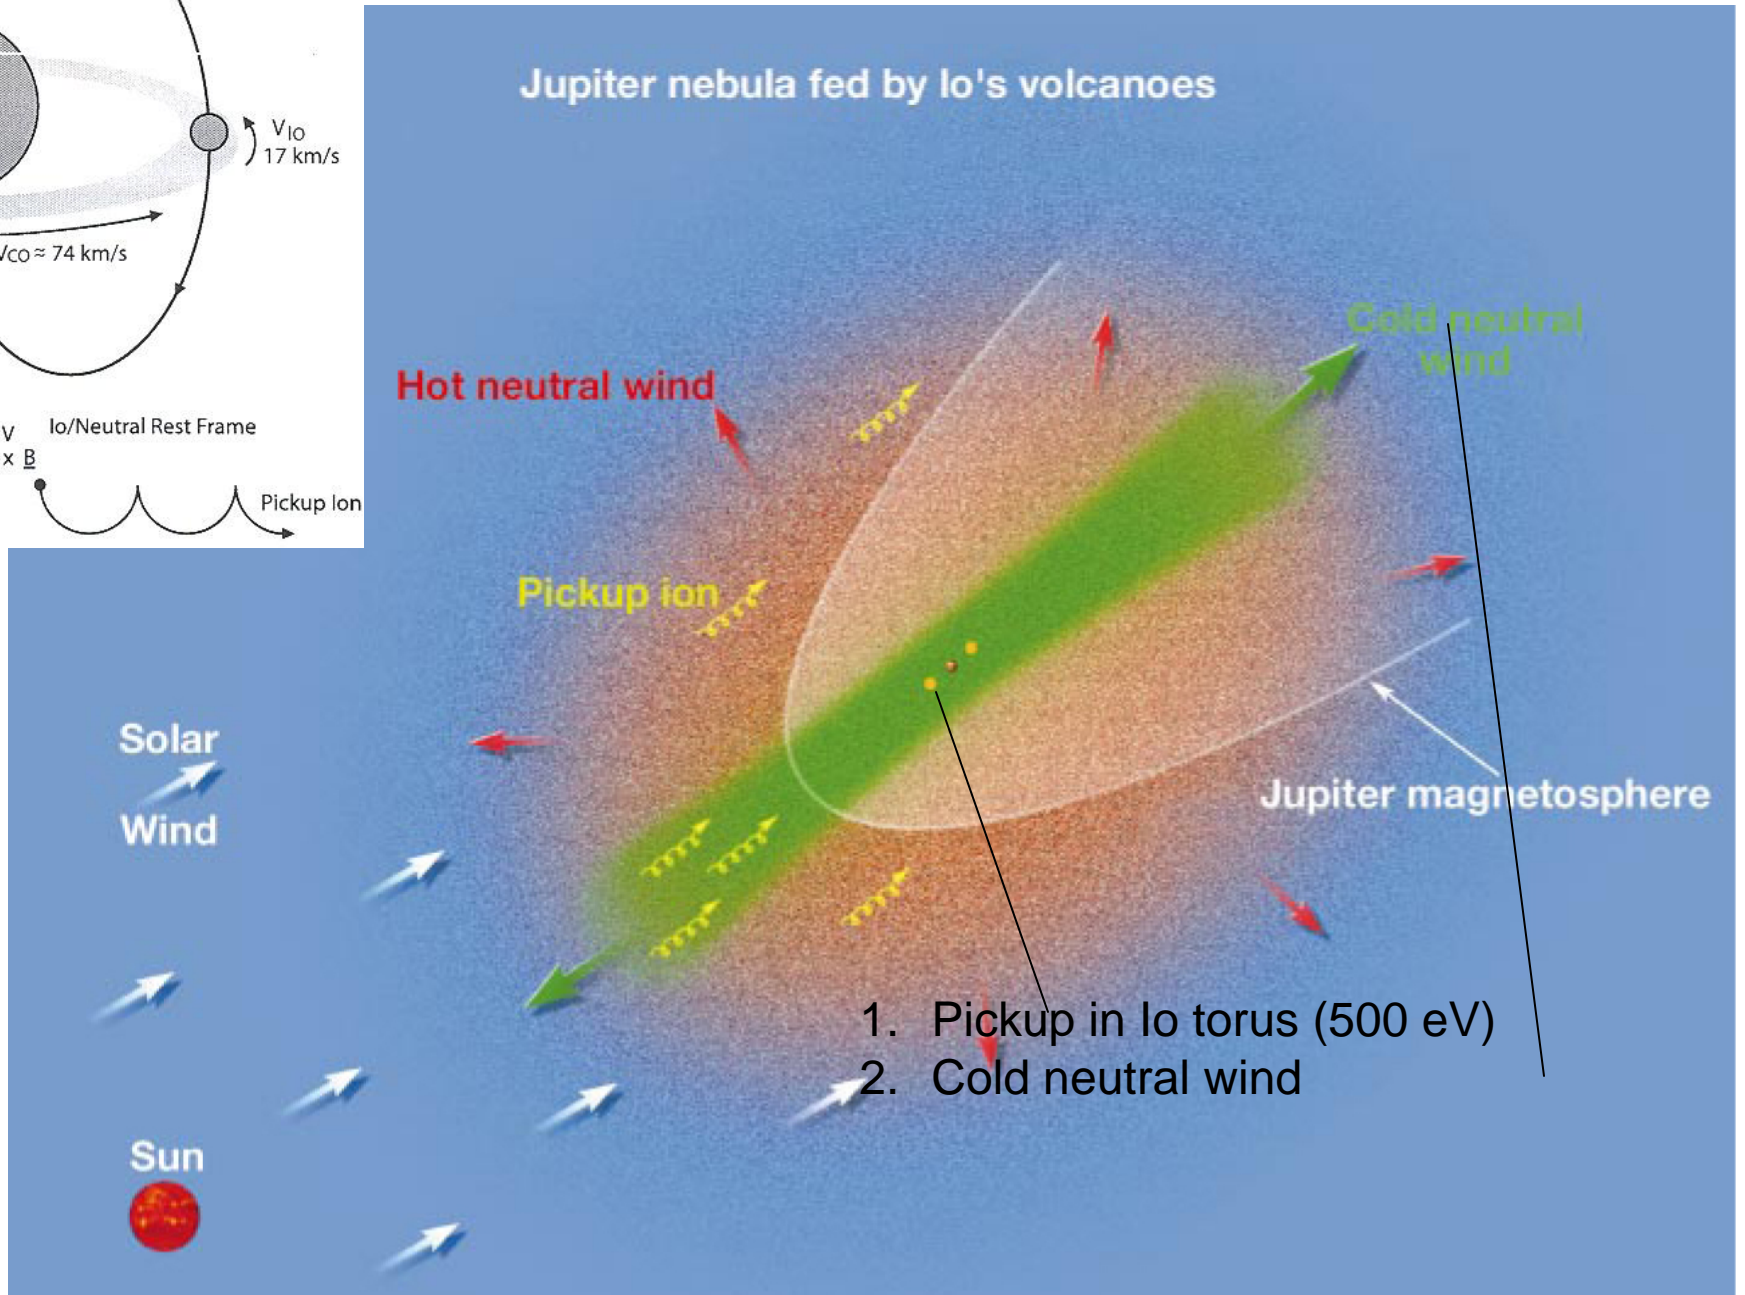 Jupiter nebula fed by Io's volcanoes
VIO
17 km/s
VCO ≈ 74 km/s
V
x B
Io/Neutral Rest Frame
Pickup Ion
Cold neutral
wind
Hot neutral wind
Pickup ion
Solar
Wind
Jupiter magnetosphere
1. Pickup in Io torus (500 eV)
2. Cold neutral wind
Sun